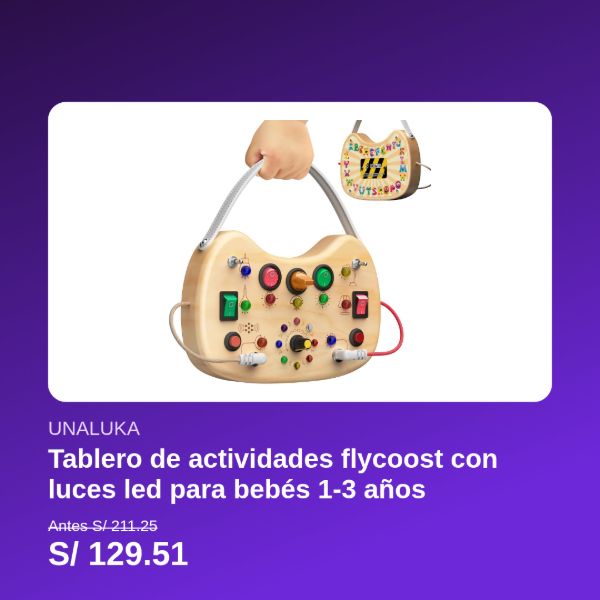 UNALUKA
Tablero de actividades flycoost con
luces led para bebés 1-3 años
Antes S/ 211.25
S/ 129.51